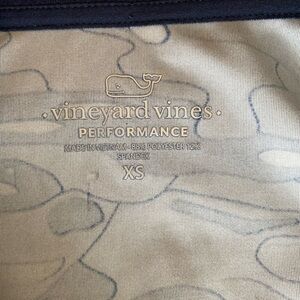 vineyard vines
PERFORMANCE
MADE IN VIETNAM - 88% POLYESTER 12%
SPANDEX
XS